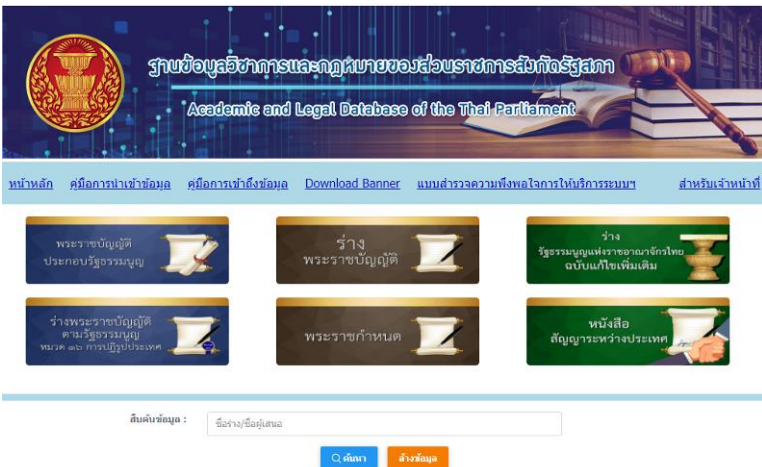 ฐานข้อมูลวิชาการและกฎหมายของส่วนราชการสังกัดรัฐสภา
Academic and Legal Database of the Thai Parliament
หน้าหลัก คู่มือการนำเข้าข้อมูล คู่มือการเข้าถึงข้อมูล Download Banner แบบสำรวจความพึงพอใจการให้บริการระบบฯ สำหรับเจ้าหน้าที่
พระราชบัญญัติ
ประกอบรัฐธรรมนูญ
ร่าง
พระราชบัญญัติ
ร่าง
รัฐธรรมนูญแห่งราชอาณาจักรไทย
ฉบับแก้ไขเพิ่มเติม
ร่างพระราชบัญญัติ
ตามรัฐธรรมนูญ
หมวด ๑๖ การปฏิรูปประเทศ
พระราชกำหนด
หนังสือ
สัญญาระหว่างประเทศ
สืบค้นข้อมูล :
ชื่อร่าง/ชื่อผู้เสนอ
ค้นหา ล้างข้อมูล